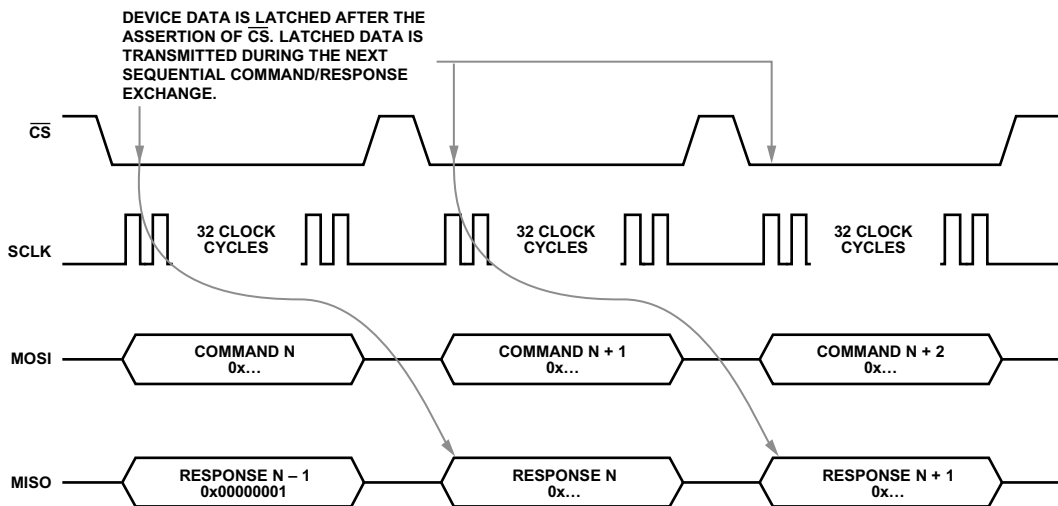 DEVICE DATA IS LATCHED AFTER THE
ASSERTION OF CS. LATCHED DATA IS
TRANSMITTED DURING THE NEXT
SEQUENTIAL COMMAND/RESPONSE
EXCHANGE.
CS
SCLK
32 CLOCK
CYCLES
32 CLOCK
CYCLES
32 CLOCK
CYCLES
MOSI
COMMAND N
0x...
COMMAND N + 1
0x...
COMMAND N + 2
0x...
MISO
RESPONSE N – 1
0x00000001
RESPONSE N
0x...
RESPONSE N + 1
0x...